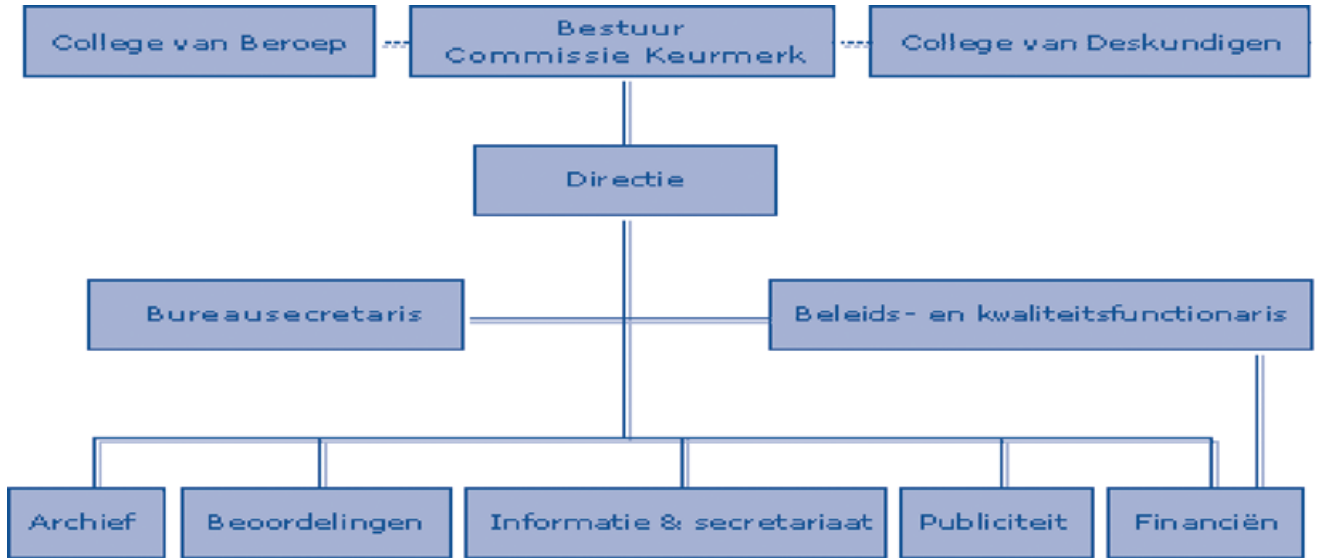 College van Beroep
Bestuur
Commissie Keurmerk
College van Deskundigen
Directie
Bureausecretaris
Beleids- en kwaliteitsfunctionaris
Archief
Beoordelingen
Informatie & secretariaat
Publiciteit
Financiën